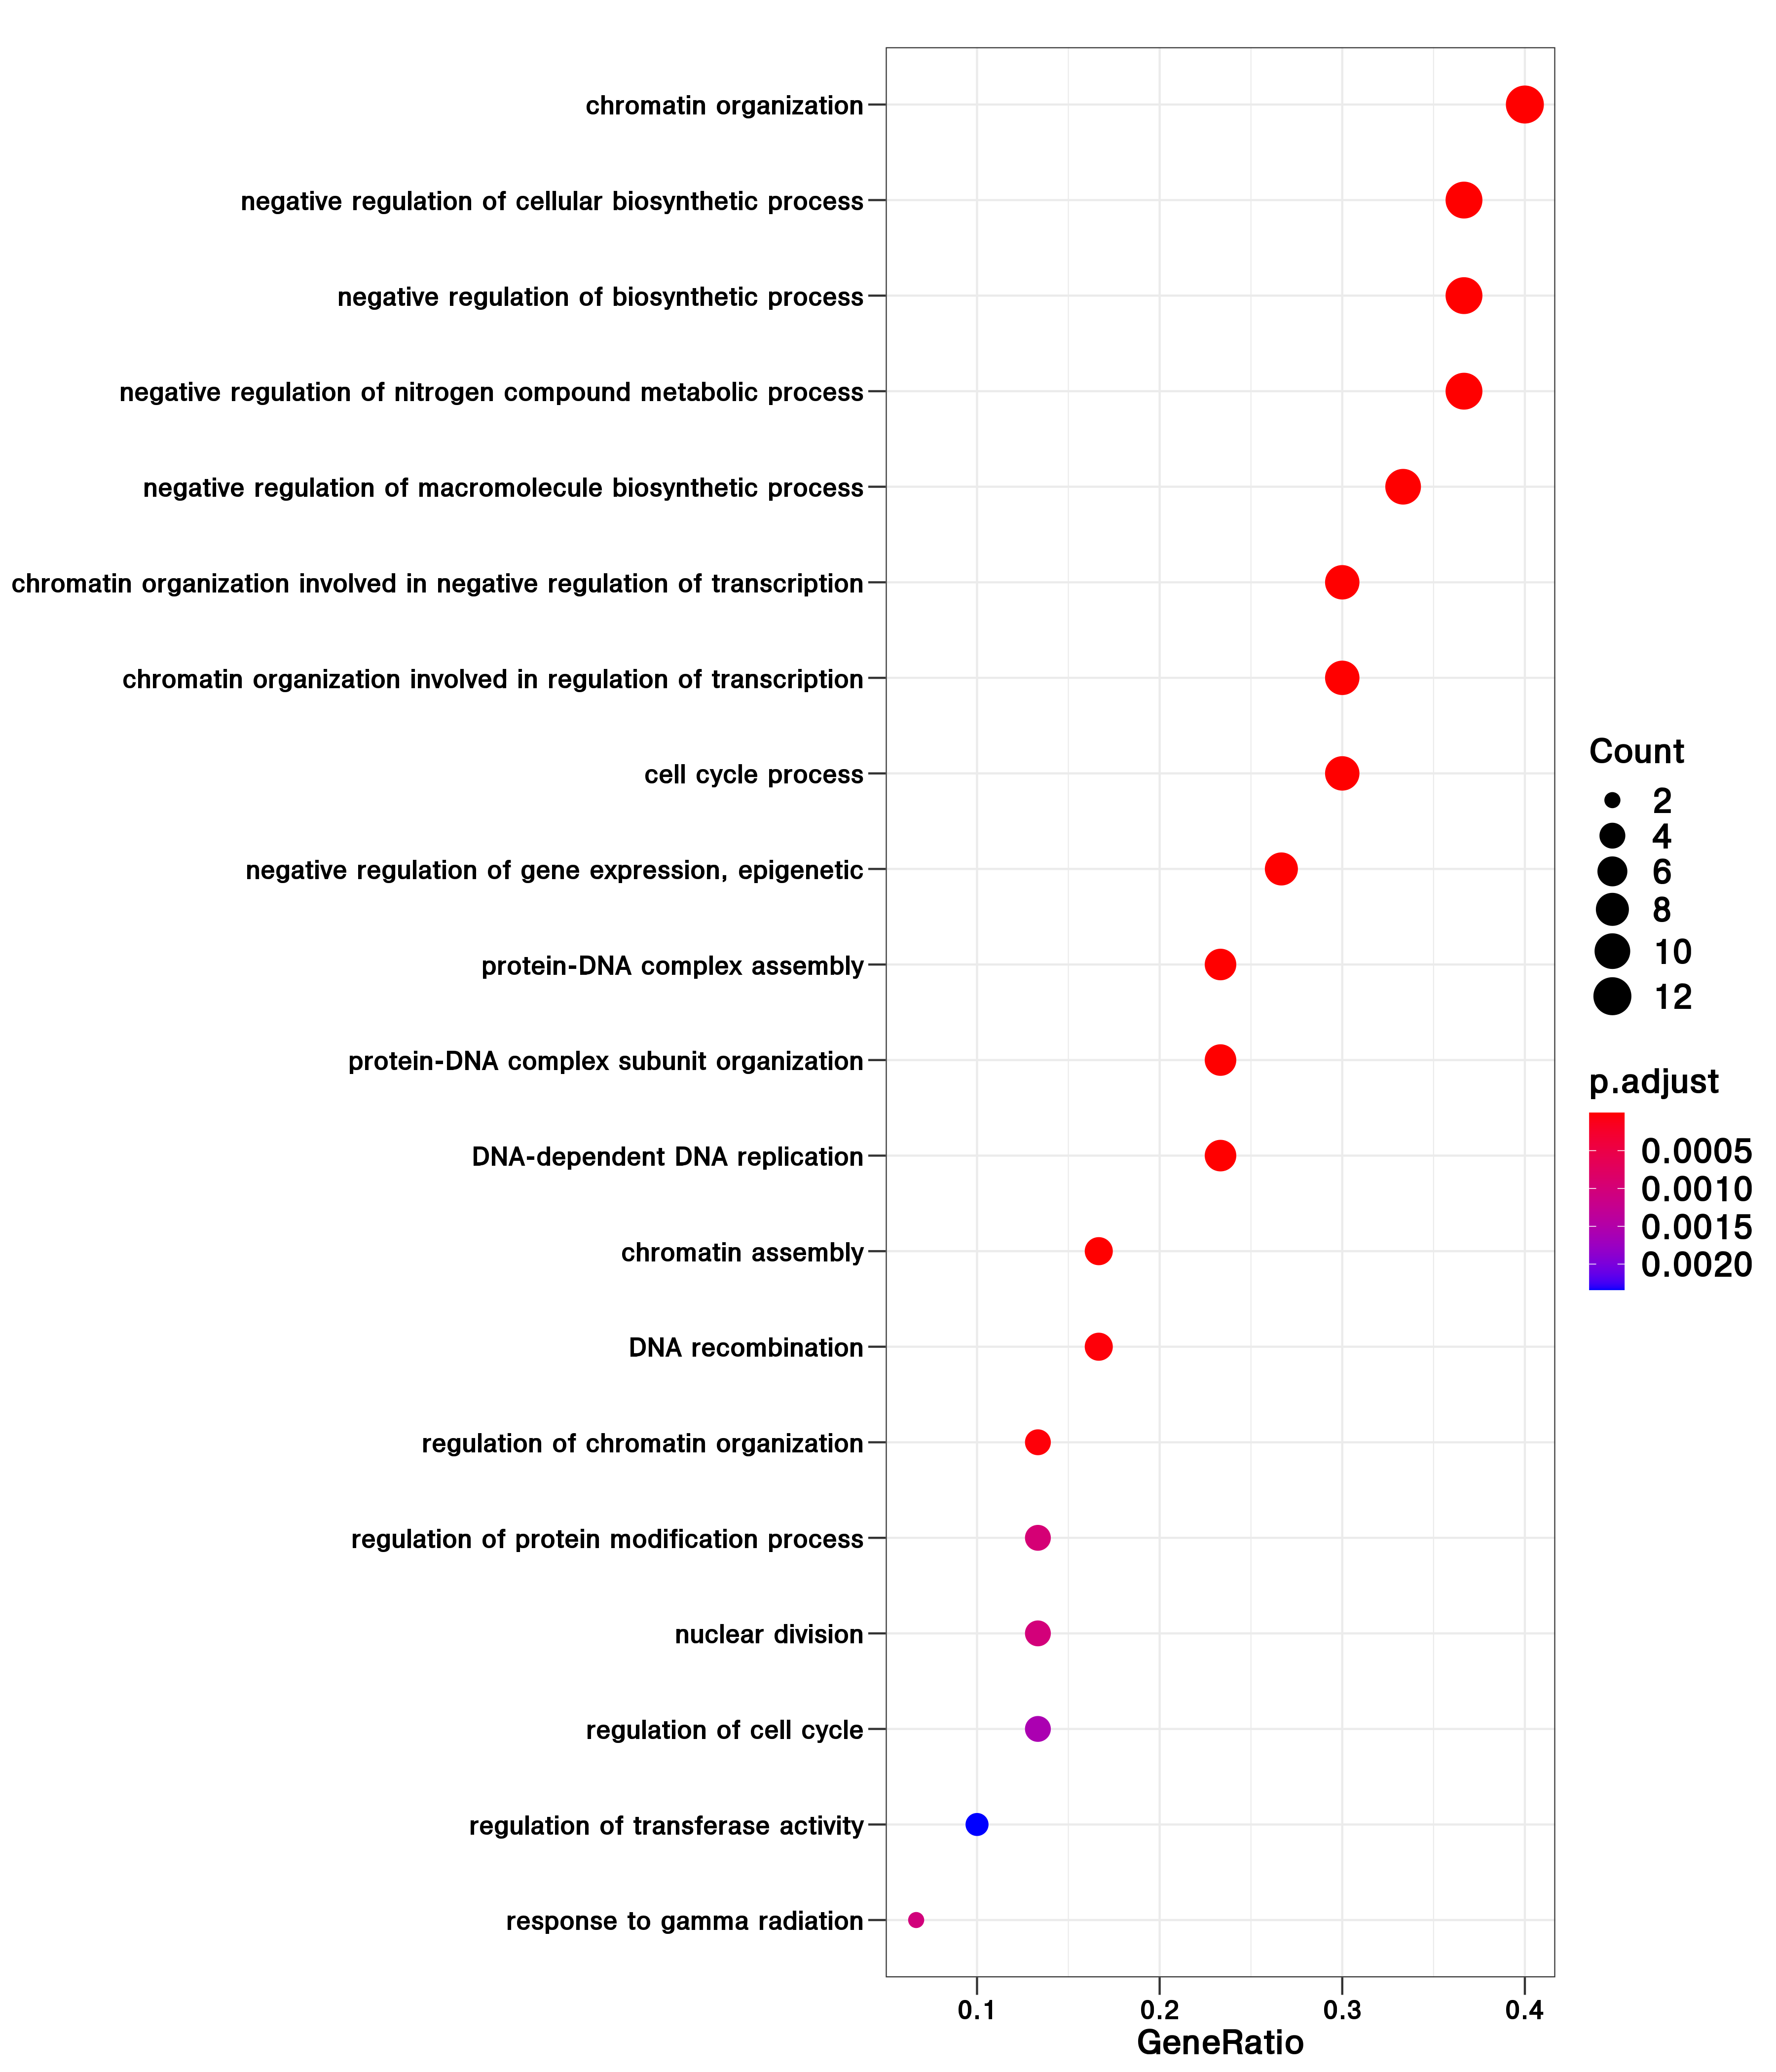 chromatin organization
negative regulation of cellular biosynthetic process
negative regulation of biosynthetic process
negative regulation of nitrogen compound metabolic process
negative regulation of macromolecule biosynthetic process
chromatin organization involved in negative regulation of transcription
chromatin organization involved in regulation of transcription
cell cycle process
negative regulation of gene expression, epigenetic
protein-DNA complex assembly
protein-DNA complex subunit organization
DNA-dependent DNA replication
chromatin assembly
DNA recombination
regulation of chromatin organization
regulation of protein modification process
nuclear division
regulation of cell cycle
regulation of transferase activity
response to gamma radiation
0.1 0.2 0.3 0.4
GeneRatio
Count
2
4
6
8
10
12
p.adjust
0.0005
0.0010
0.0015
0.0020